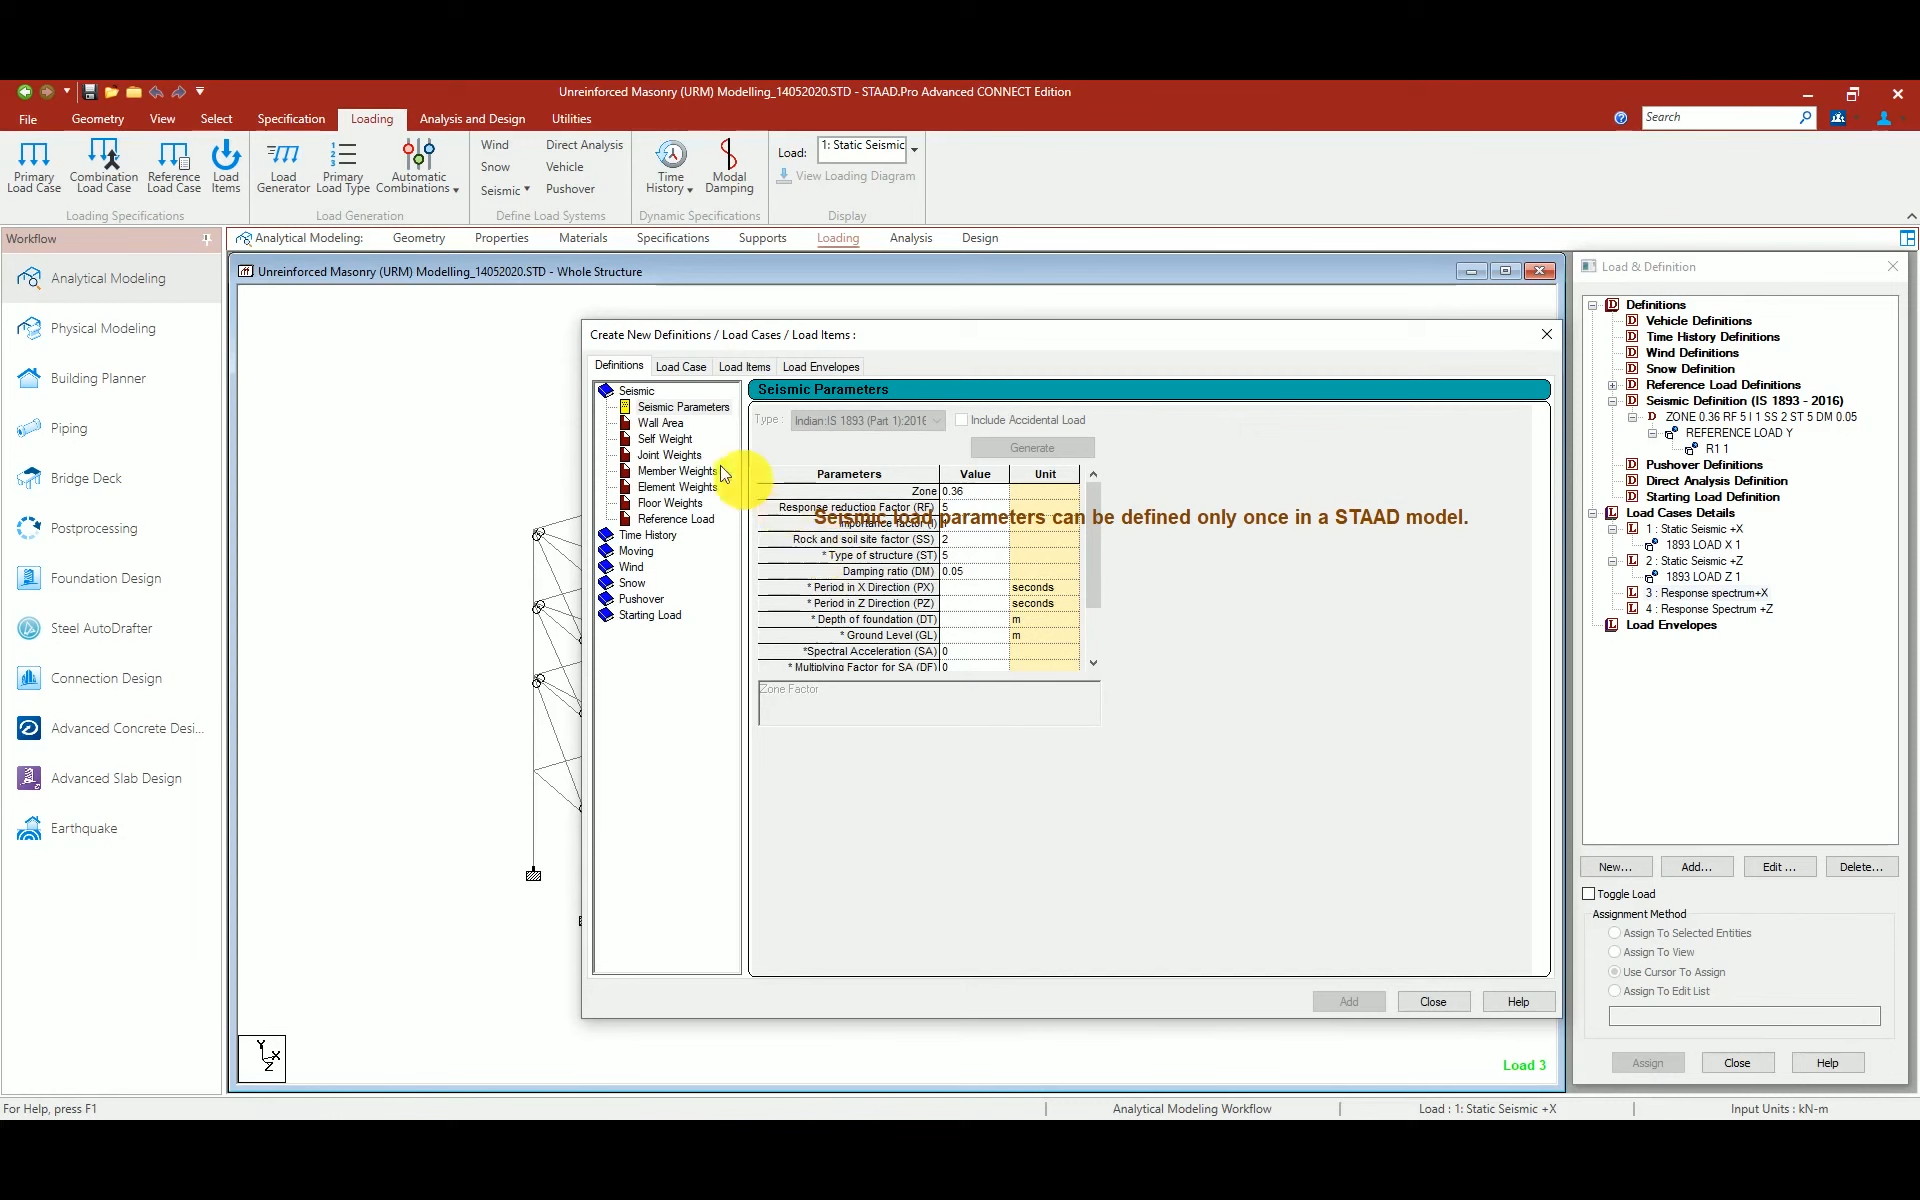 Unreinforced Masonry (URM) Modelling_14052020.STD - STAAD.Pro Advanced CONNECT Edition
File Geometry View Select Specification Loading Analysis and Design Utilities Search
Primary Load Case
Combination Load Case
Reference Load Case
Load Items
Loading Specifications
Load Generator
Primary Load Type
Automatic Combinations
Load Generation
Wind Direct Analysis
Snow Vehicle
Seismic Pushover
Define Load Systems
Time History
Modal Damping
Dynamic Specifications
Load: 1: Static Seismic
View Loading Diagram
Display
Workflow
Analytical Modeling: Geometry Properties Materials Specifications Supports Loading Analysis Design
Analytical Modeling
Physical Modeling
Building Planner
Piping
Bridge Deck
Postprocessing
Foundation Design
Steel AutoDrafter
Connection Design
Advanced Concrete Desi...
Advanced Slab Design
Earthquake
Unreinforced Masonry (URM) Modelling_14052020.STD - Whole Structure
Create New Definitions / Load Cases / Load Items :
Definitions Load Case Load Items Load Envelopes
Seismic
Seismic Parameters
Wall Area
Self Weight
Joint Weights
Member Weights
Element Weights
Floor Weights
Reference Load
Time History
Moving
Wind
Snow
Pushover
Starting Load
Seismic Parameters
Type : Indian:IS 1893 (Part 1):2016 Include Accidental Load
Generate
Parameters Value Unit
Zone 0.36
Response reduction Factor (RF) 5
Importance factor (I) 1
Seismic load parameters can be defined only once in a STAAD model.
Rock and soil site factor (SS) 2
* Type of structure (ST) 5
Damping ratio (DM) 0.05
* Period in X Direction (PX) seconds
* Period in Z Direction (PZ) seconds
* Depth of foundation (DT) m
* Ground Level (GL) m
*Spectral Acceleration (SA) 0
* Multiplying Factor for SA (DF) 0
Zone Factor
Add Close Help
Y
X
Z
Load 3
Load & Definition
Definitions
Vehicle Definitions
Time History Definitions
Wind Definitions
Snow Definition
Reference Load Definitions
Seismic Definition (IS 1893 - 2016)
ZONE 0.36 RF 5 I 1 SS 2 ST 5 DM 0.05
REFERENCE LOAD Y
R1 1
Pushover Definitions
Direct Analysis Definition
Starting Load Definition
Load Cases Details
1 : Static Seismic +X
1893 LOAD X 1
2 : Static Seismic +Z
1893 LOAD Z 1
3 : Response spectrum+X
4 : Response Spectrum +Z
Load Envelopes
New... Add... Edit ... Delete...
Toggle Load
Assignment Method
Assign To Selected Entities
Assign To View
Use Cursor To Assign
Assign To Edit List
Assign Close Help
For Help, press F1 Analytical Modeling Workflow Load : 1: Static Seismic +X Input Units : kN-m